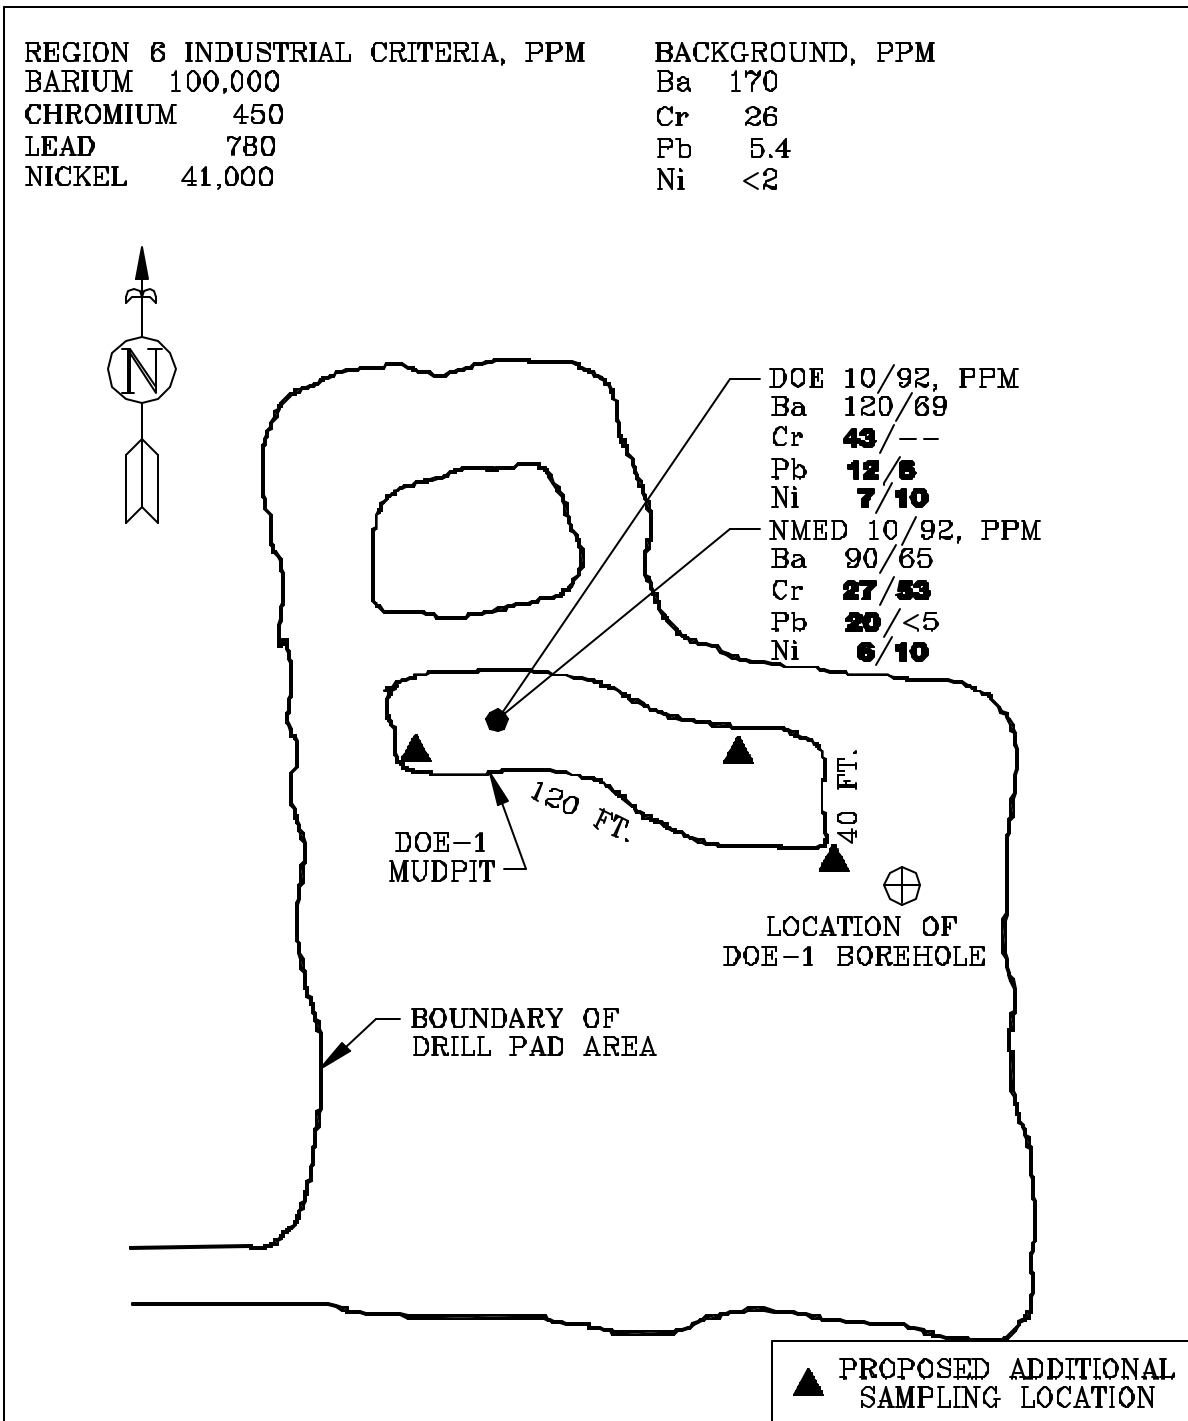 REGION 6 INDUSTRIAL CRITERIA, PPM
BARIUM 100,000
CHROMIUM 450
LEAD 780
NICKEL 41,000
BACKGROUND, PPM
Ba 170
Cr 26
Pb 5.4
Ni <2
N
DOE 10/92, PPM
Ba 120/69
Cr 43/--
Pb 12/
Ni 7/10
NMED 10/92, PPM
Ba 90/65
Cr 27/53
Pb 20/<5
Ni 6/10
120 FT.
40 FT.
DOE-1
MUDPIT
LOCATION OF
DOE-1 BOREHOLE
BOUNDARY OF
DRILL PAD AREA
PROPOSED ADDITIONAL
SAMPLING LOCATION